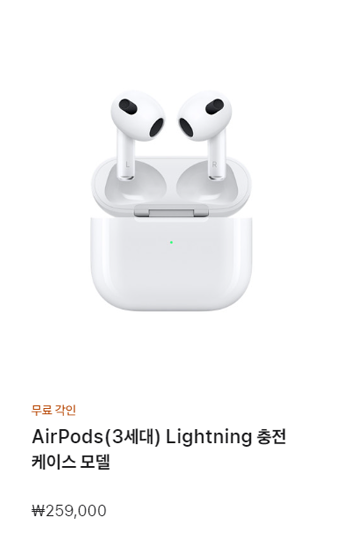 L
R
무료 각인
AirPods(3세대) Lightning 충전
케이스 모델
₩259,000